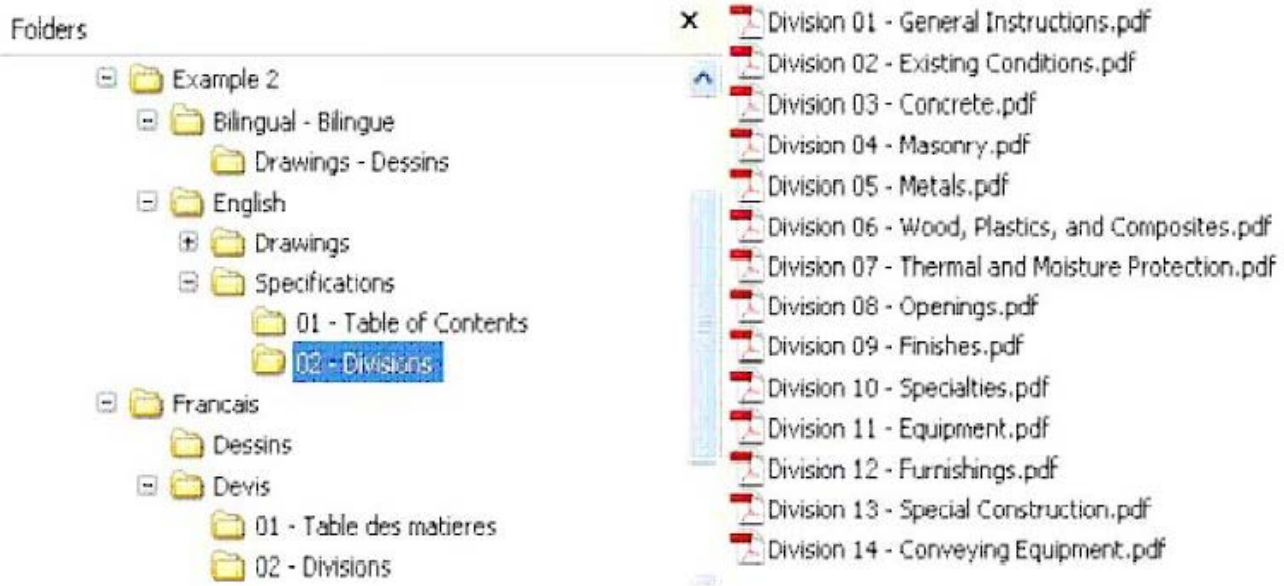 Folders
Example 2
Bilingual - Bilingue
Drawings - Dessins
English
Drawings
Specifications
01 - Table of Contents
02 - Divisions
Francais
Dessins
Devis
01 - Table des matieres
02 - Divisions
Division 01 - General Instructions.pdf
Division 02 - Existing Conditions.pdf
Division 03 - Concrete.pdf
Division 04 - Masonry.pdf
Division 05 - Metals.pdf
Division 06 - Wood, Plastics, and Composites.pdf
Division 07 - Thermal and Moisture Protection.pdf
Division 08 - Openings.pdf
Division 09 - Finishes.pdf
Division 10 - Specialties.pdf
Division 11 - Equipment.pdf
Division 12 - Furnishings.pdf
Division 13 - Special Construction.pdf
Division 14 - Conveying Equipment.pdf